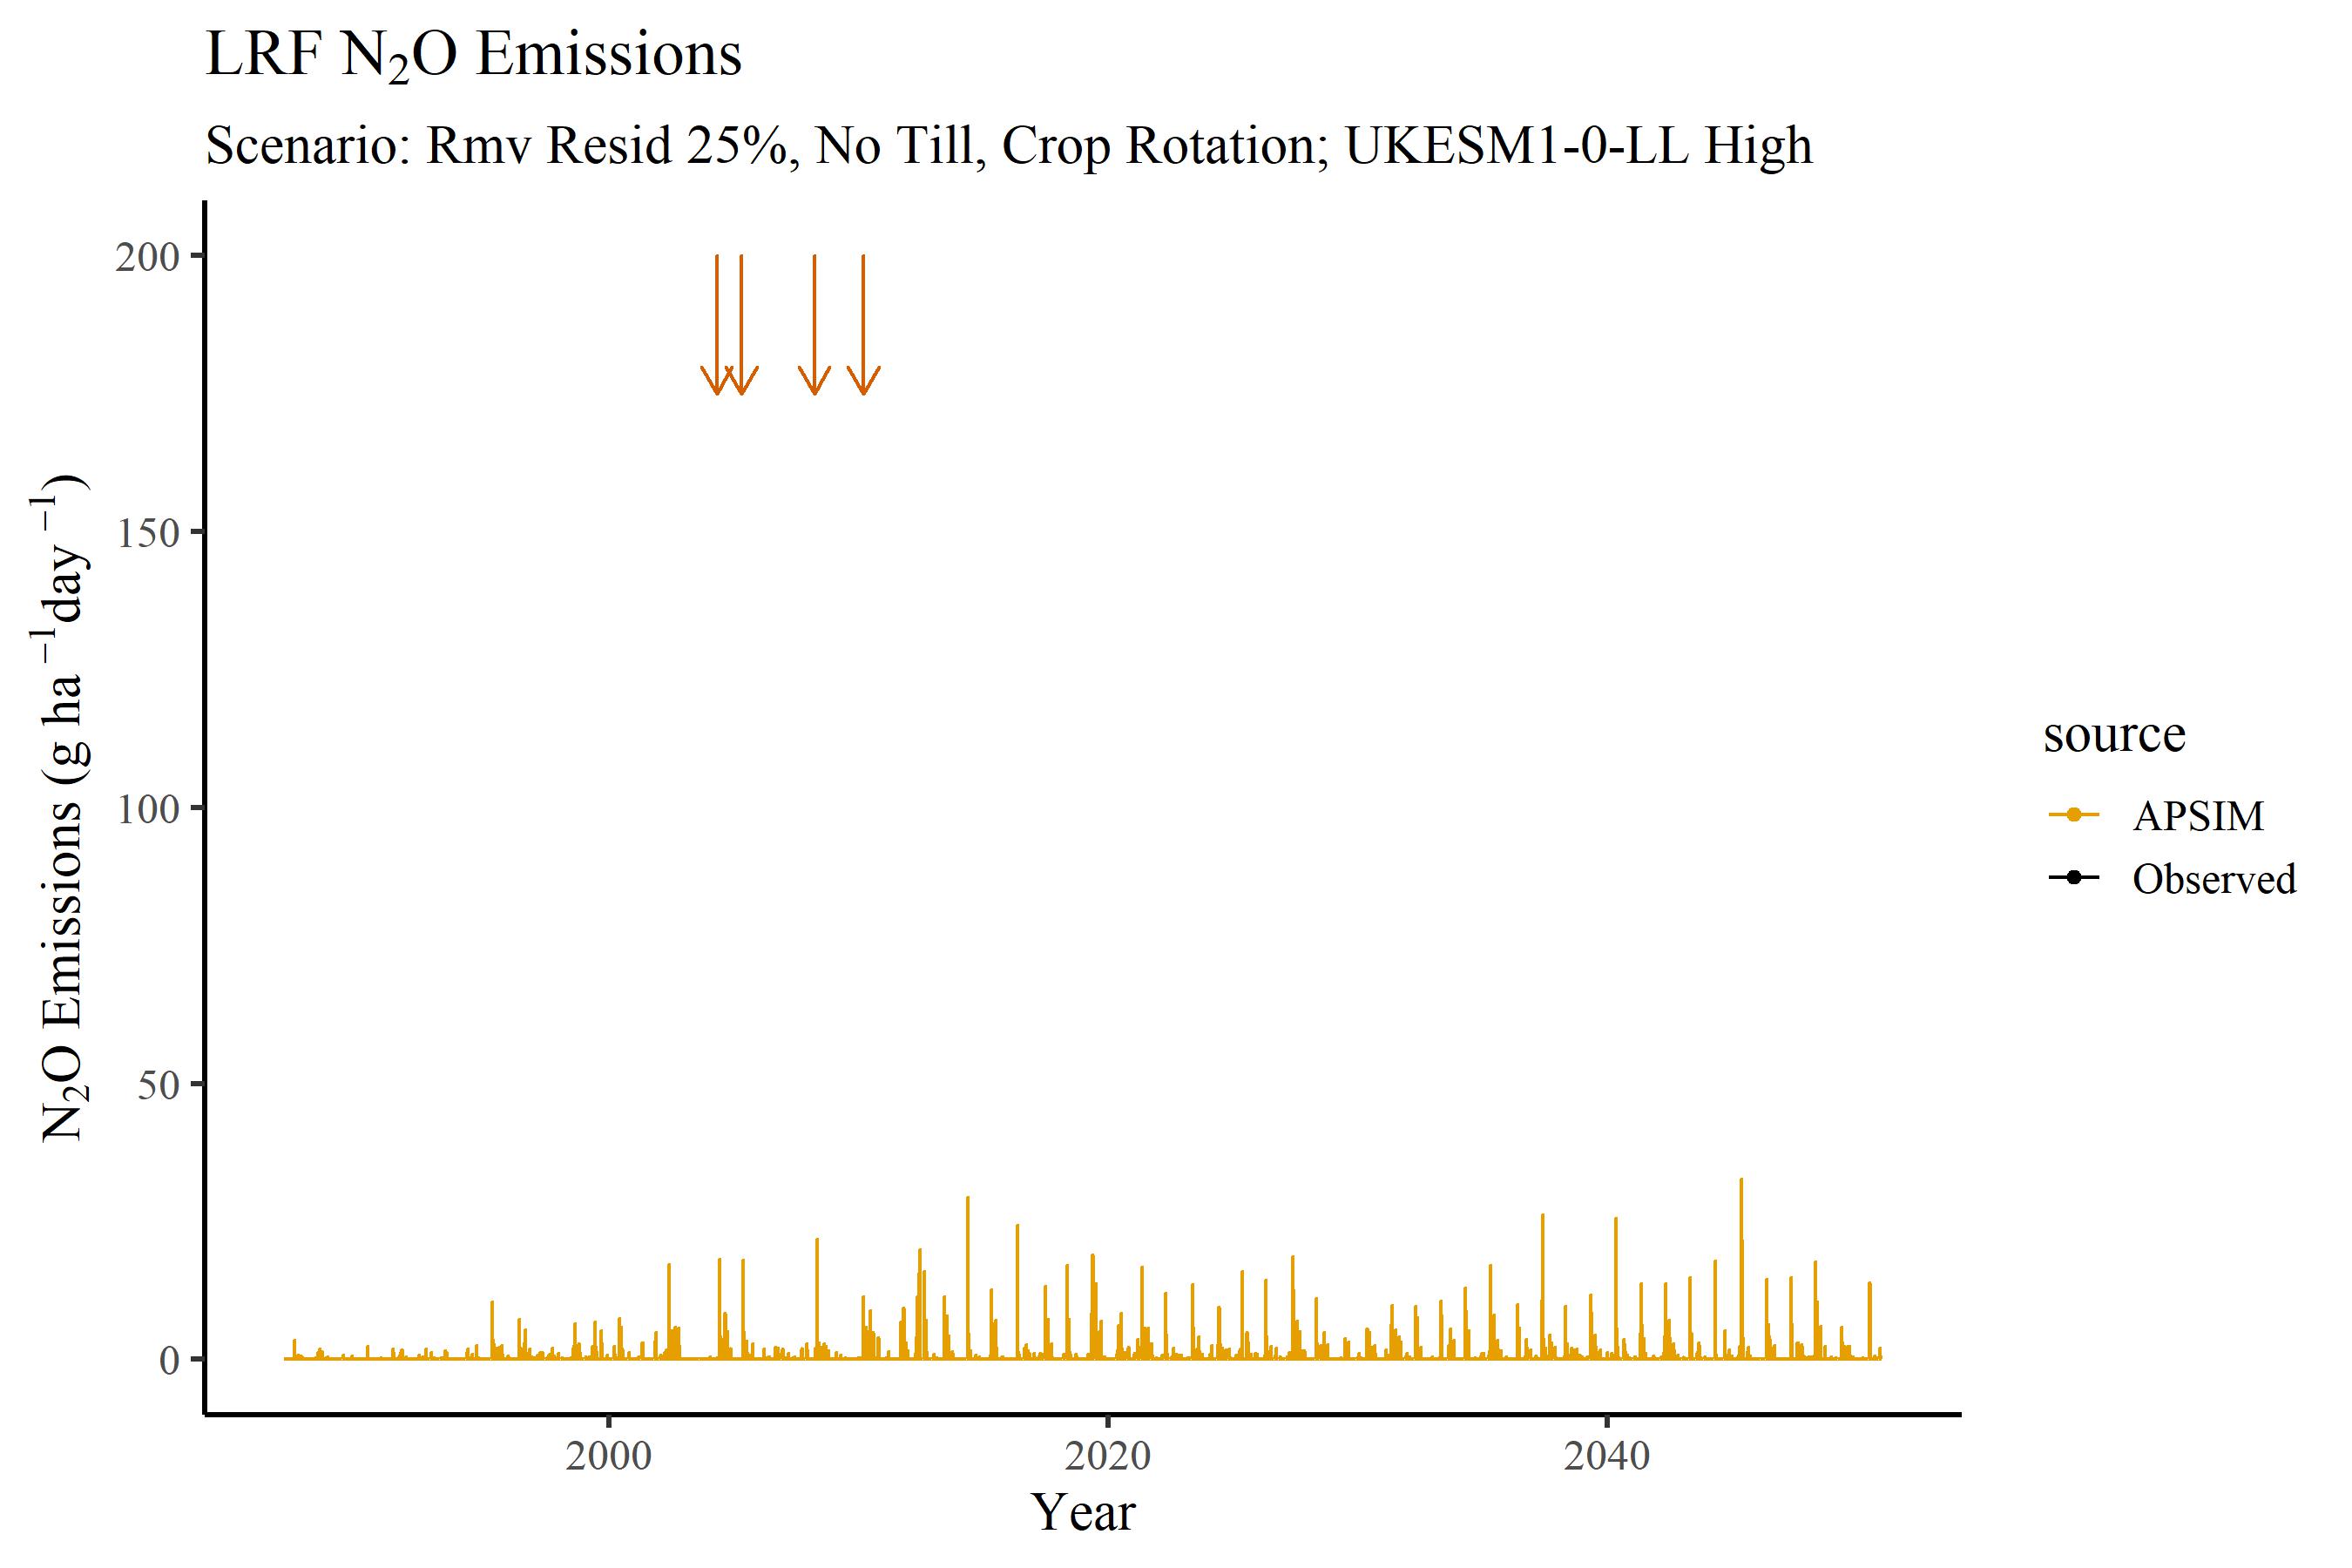 LRF N₂O Emissions
Scenario: Rmv Resid 25%, No Till, Crop Rotation; UKESM1-0-LL High
N₂O Emissions (g ha ⁻¹day ⁻¹)
200
150
100
50
0
2000 2020 2040
Year
source
APSIM
Observed